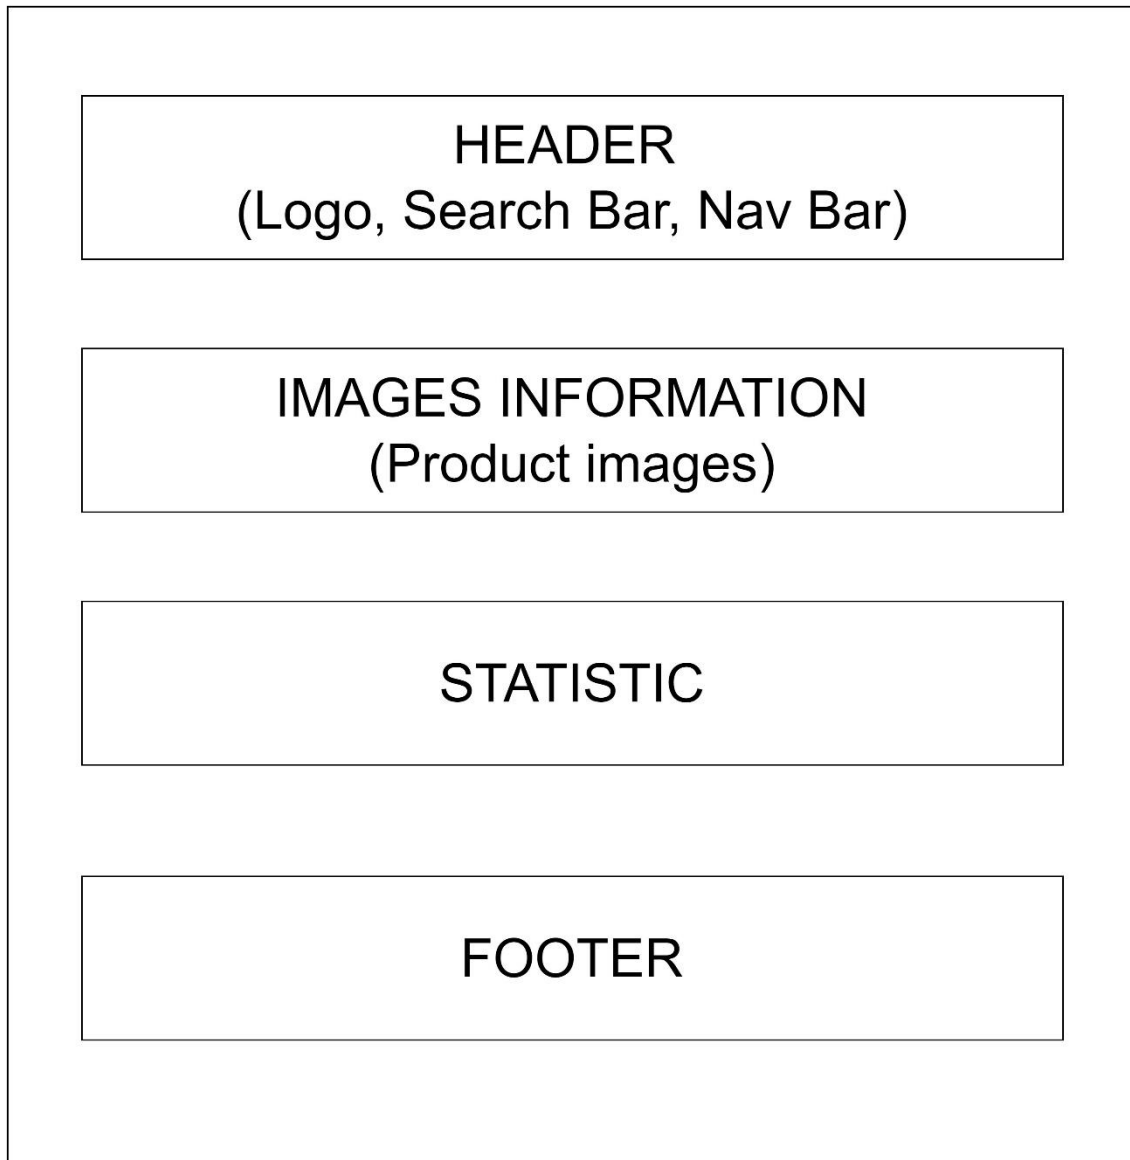 HEADER
(Logo, Search Bar, Nav Bar)
IMAGES INFORMATION
(Product images)
STATISTIC
FOOTER